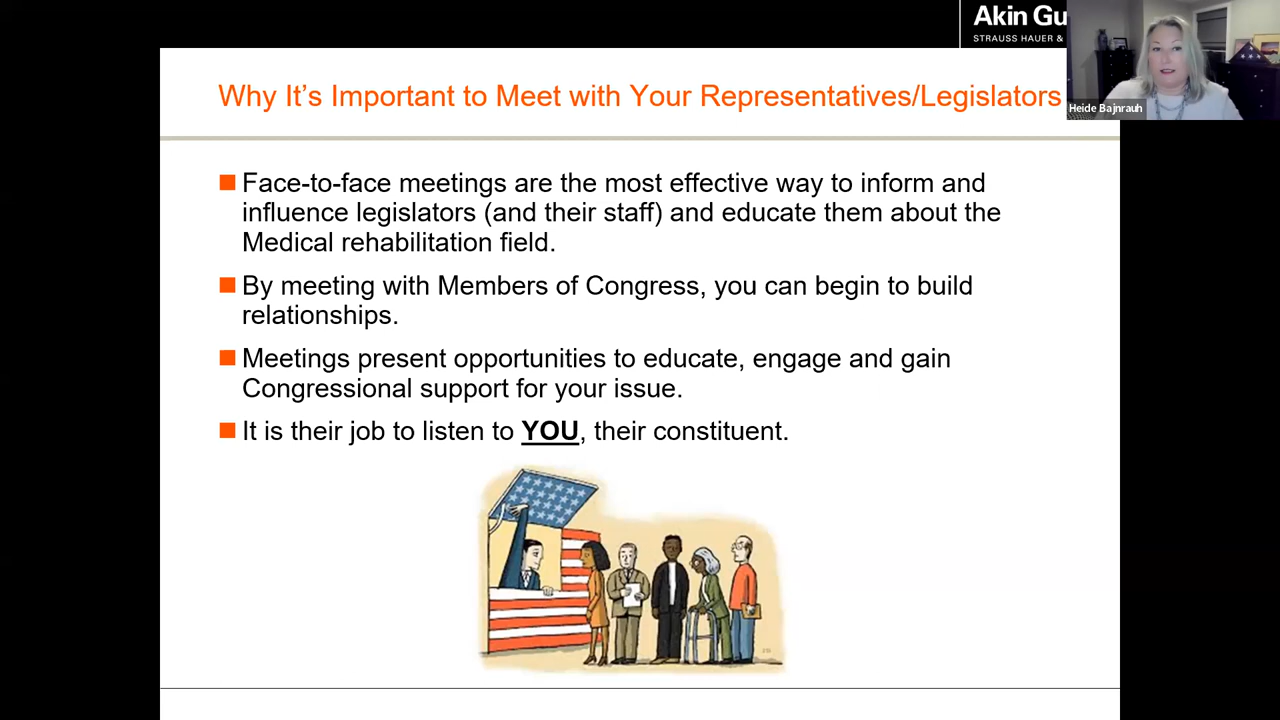 Akin Gu
STRAUSS HAUER &
Heide Bajnrauh
Why It's Important to Meet with Your Representatives/Legislators
Face-to-face meetings are the most effective way to inform and
influence legislators (and their staff) and educate them about the
Medical rehabilitation field.
By meeting with Members of Congress, you can begin to build
relationships.
Meetings present opportunities to educate, engage and gain
Congressional support for your issue.
It is their job to listen to YOU, their constituent.